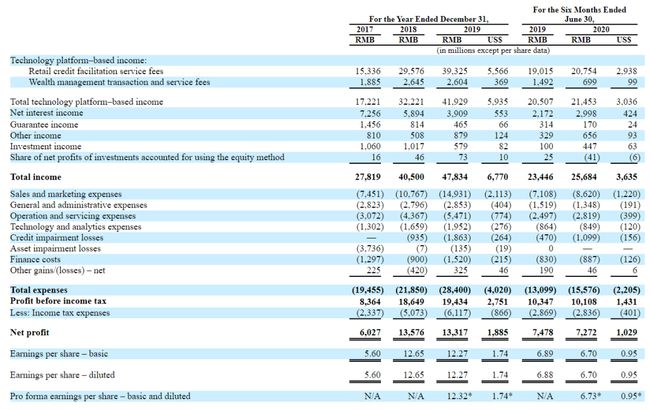 For the Six Months Ended
For the Year Ended December 31, June 30,
2017 2018 2019 2019 2020
RMB RMB RMB US$ RMB RMB US$
(in millions except per share data)
Technology platform–based income:
Retail credit facilitation service fees 15,336 29,576 39,325 5,566 19,015 20,754 2,938
Wealth management transaction and service fees 1,885 2,645 2,604 369 1,492 699 99
Total technology platform–based income 17,221 32,221 41,929 5,935 20,507 21,453 3,036
Net interest income 7,256 5,894 3,909 553 2,172 2,998 424
Guarantee income 1,456 814 465 66 314 170 24
Other income 810 508 879 124 329 656 93
Investment income 1,060 1,017 579 82 100 447 63
Share of net profits of investments accounted for using the equity method 16 46 73 10 25 (41) (6)
Total income 27,819 40,500 47,834 6,770 23,446 25,684 3,635
Sales and marketing expenses (7,451) (10,767) (14,931) (2,113) (7,108) (8,620) (1,220)
General and administrative expenses (2,823) (2,796) (2,853) (404) (1,519) (1,348) (191)
Operation and servicing expenses (3,072) (4,367) (5,471) (774) (2,497) (2,819) (399)
Technology and analytics expenses (1,302) (1,659) (1,952) (276) (864) (849) (120)
Credit impairment losses — (935) (1,863) (264) (470) (1,099) (156)
Asset impairment losses (3,736) (7) (135) (19) 0 — —
Finance costs (1,297) (900) (1,520) (215) (830) (887) (126)
Other gains/(losses) – net 225 (420) 325 46 190 46 6
Total expenses (19,455) (21,850) (28,400) (4,020) (13,099) (15,576) (2,205)
Profit before income tax 8,364 18,649 19,434 2,751 10,347 10,108 1,431
Less: Income tax expenses (2,337) (5,073) (6,117) (866) (2,869) (2,836) (401)
Net profit 6,027 13,576 13,317 1,885 7,478 7,272 1,029
Earnings per share – basic 5.60 12.65 12.27 1.74 6.89 6.70 0.95
Earnings per share – diluted 5.60 12.65 12.27 1.74 6.88 6.70 0.95
Pro forma earnings per share – basic and diluted N/A N/A 12.32* 1.74* N/A 6.73* 0.95*